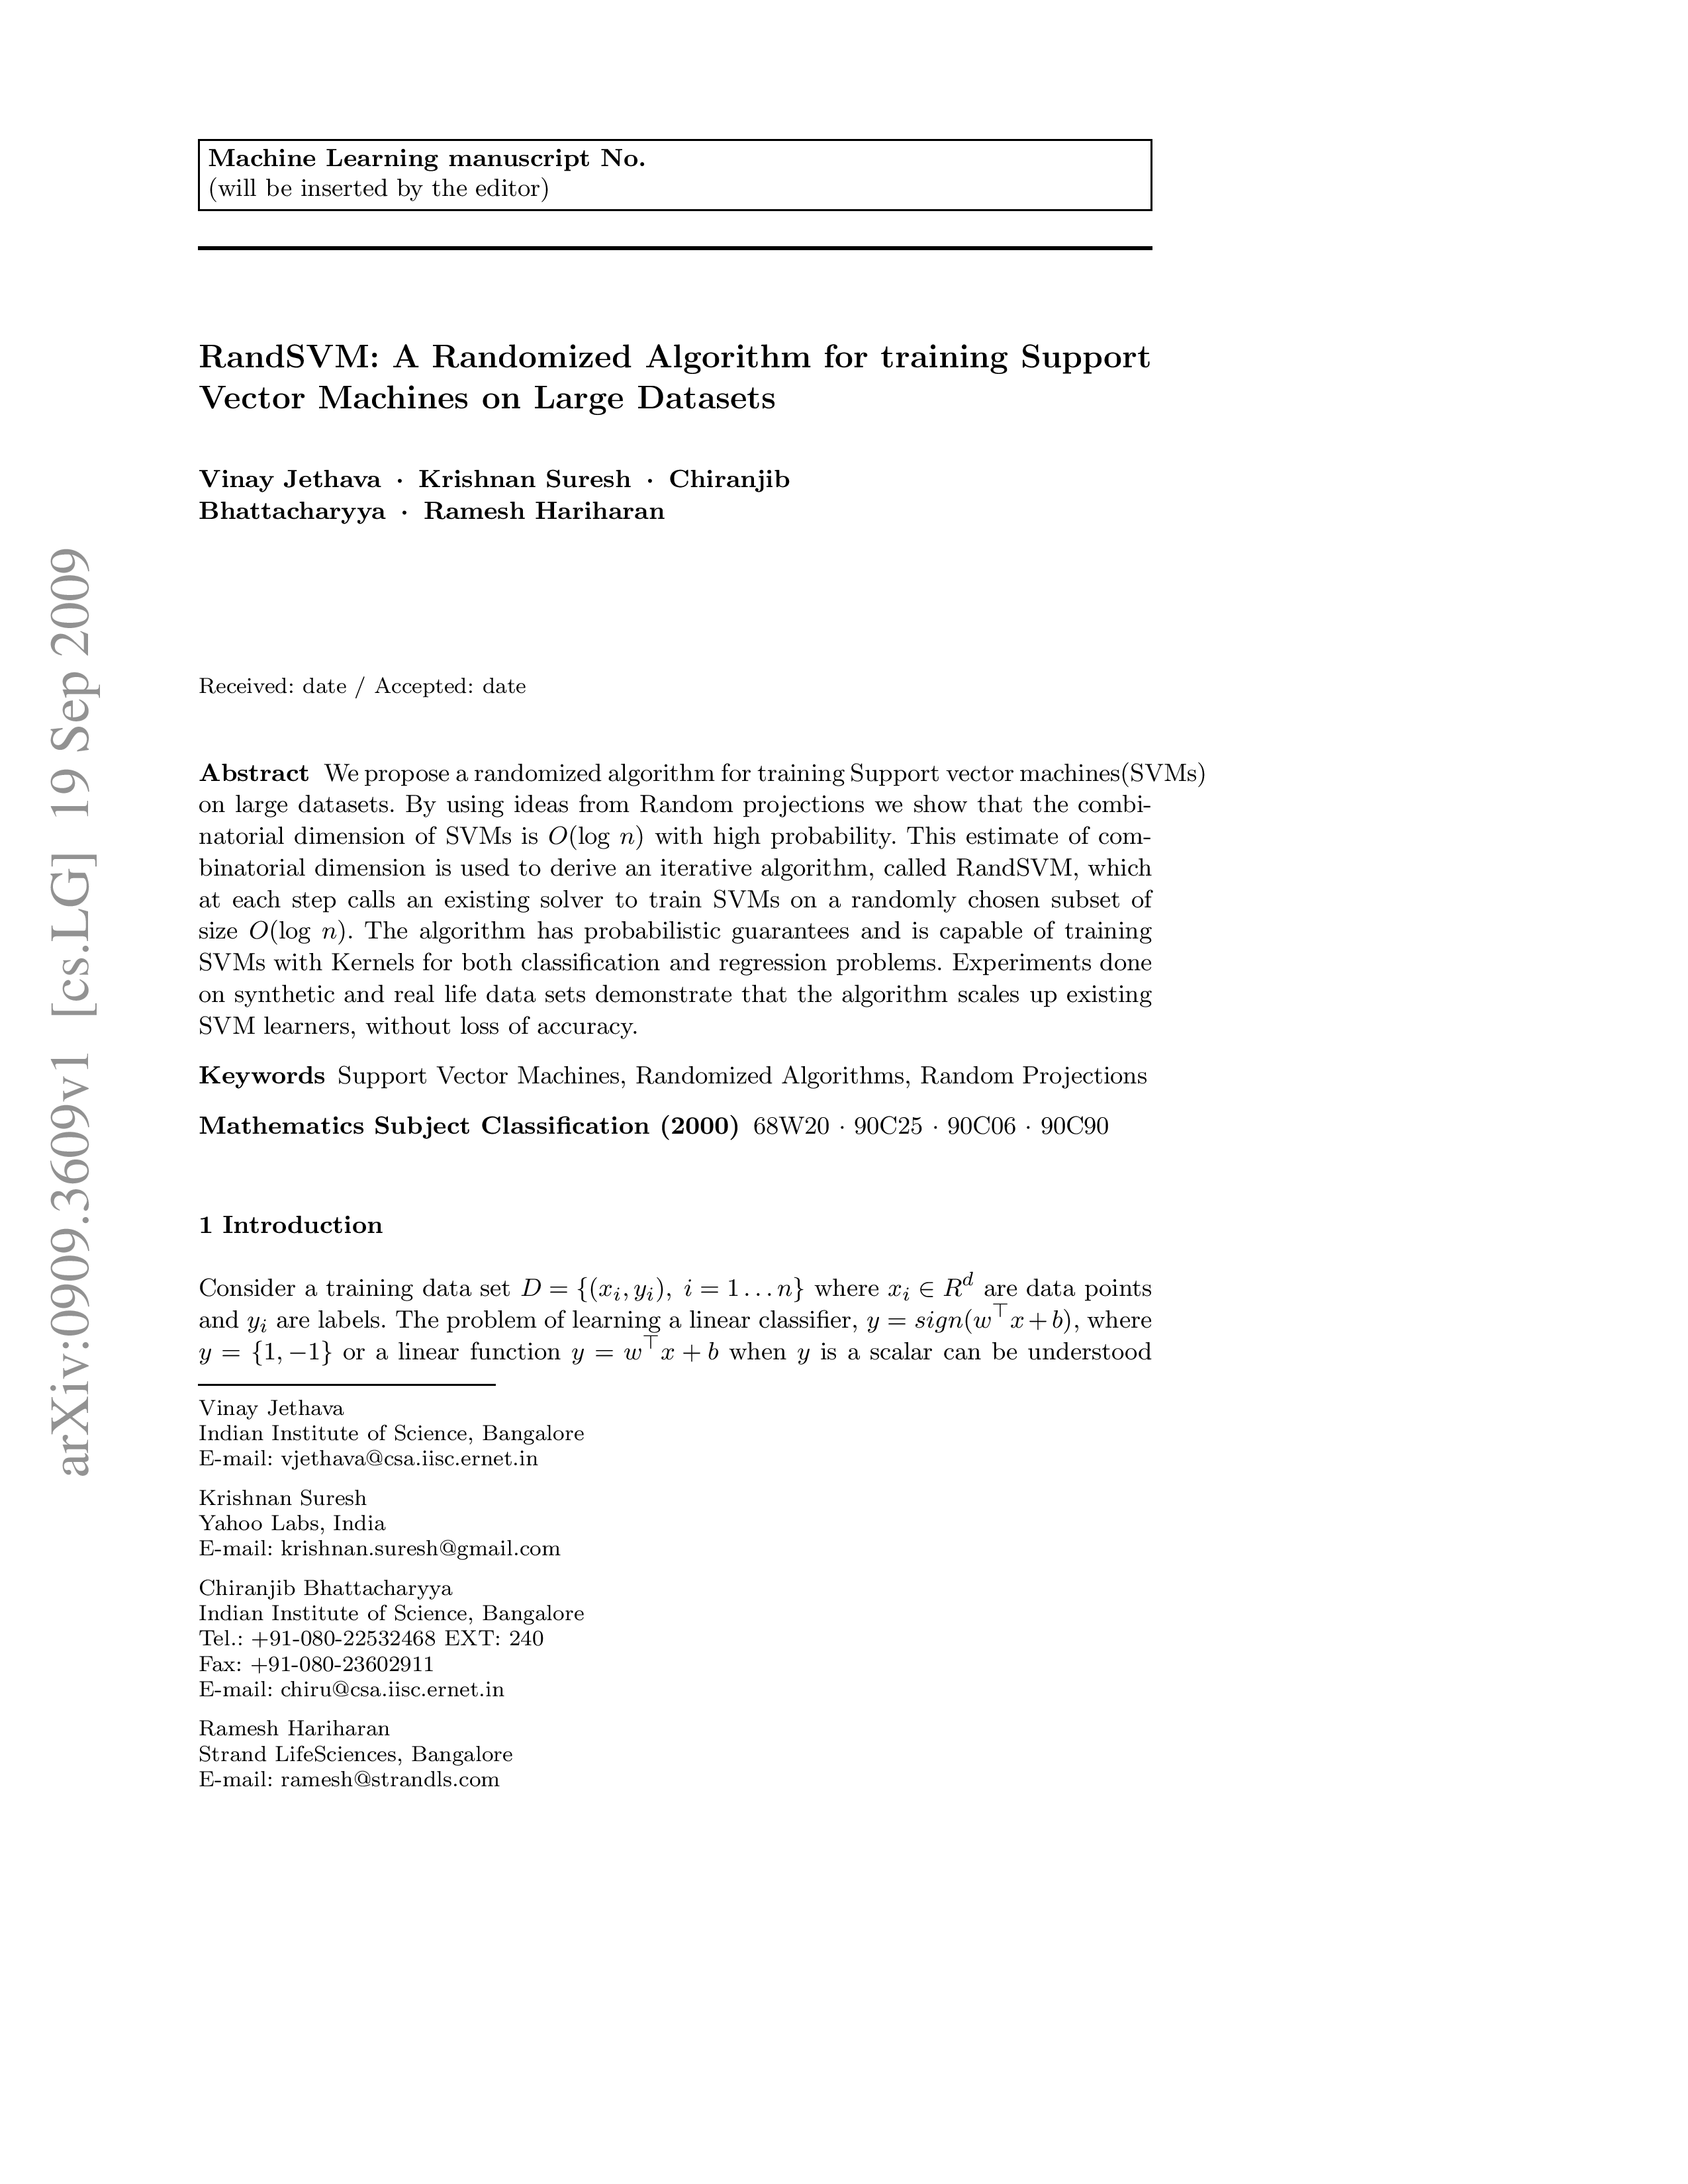 Machine Learning manuscript No.
(will be inserted by the editor)
RandSVM: A Randomized Algorithm for training Support
Vector Machines on Large Datasets
Vinay Jethava · Krishnan Suresh · Chiranjib
Bhattacharyya · Ramesh Hariharan
Received: date / Accepted: date
Abstract We propose a randomized algorithm for training Support vector machines(SVMs)
on large datasets. By using ideas from Random projections we show that the combi-
natorial dimension of SVMs is O(log n) with high probability. This estimate of com-
binatorial dimension is used to derive an iterative algorithm, called RandSVM, which
at each step calls an existing solver to train SVMs on a randomly chosen subset of
size O(log n). The algorithm has probabilistic guarantees and is capable of training
SVMs with Kernels for both classification and regression problems. Experiments done
on synthetic and real life data sets demonstrate that the algorithm scales up existing
SVM learners, without loss of accuracy.
Keywords Support Vector Machines, Randomized Algorithms, Random Projections
Mathematics Subject Classification (2000) 68W20 · 90C25 · 90C06 · 90C90
1 Introduction
Consider a training data set D = {(x_i, y_i), i = 1 . . . n} where x_i ∈ R^d are data points
and y_i are labels. The problem of learning a linear classifier, y = sign(w^⊤x + b), where
y = {1, −1} or a linear function y = w^⊤x + b when y is a scalar can be understood
Vinay Jethava
Indian Institute of Science, Bangalore
E-mail: vjethava@csa.iisc.ernet.in
Krishnan Suresh
Yahoo Labs, India
E-mail: krishnan.suresh@gmail.com
Chiranjib Bhattacharyya
Indian Institute of Science, Bangalore
Tel.: +91-080-22532468 EXT: 240
Fax: +91-080-23602911
E-mail: chiru@csa.iisc.ernet.in
Ramesh Hariharan
Strand LifeSciences, Bangalore
E-mail: ramesh@strandls.com
arXiv:0909.3609v1 [cs.LG] 19 Sep 2009